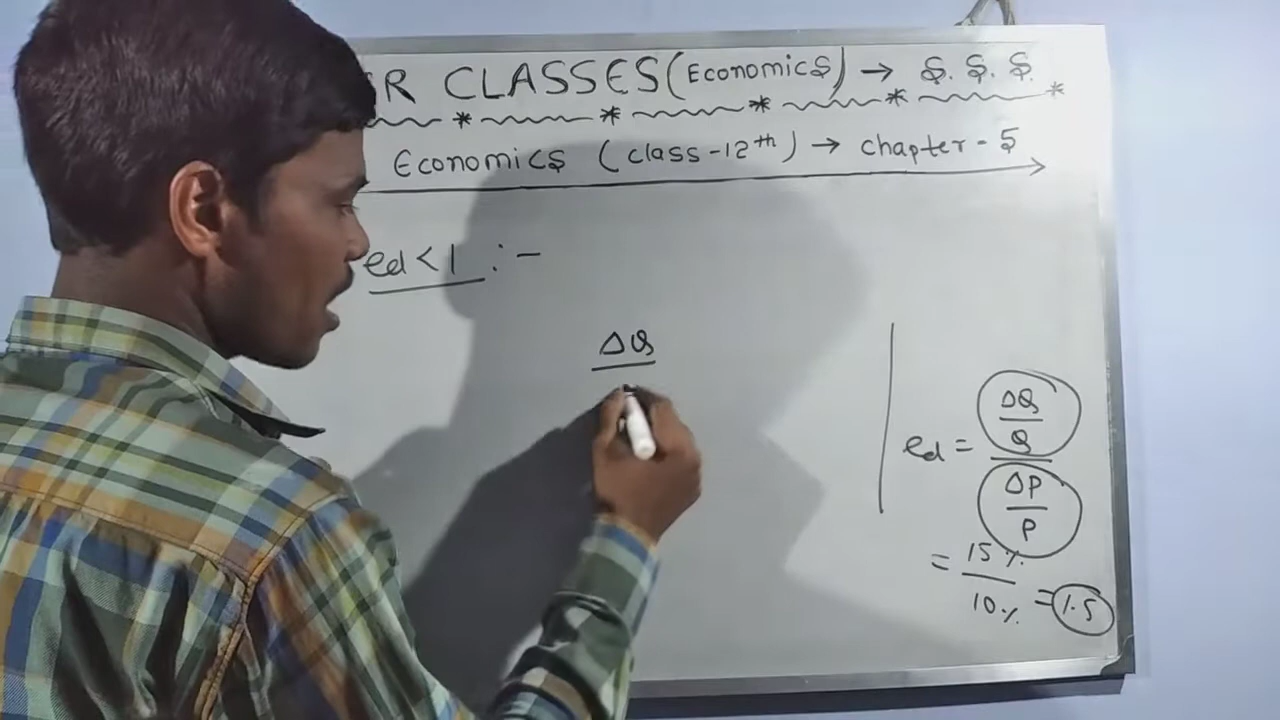 R CLASSES (Economics) → S. S. S.
Economics (class-12th) → chapter-5
ed < 1 :-
ΔQ
ed = ΔQ/Q / ΔP/P
= 15% / 10% = 1.5